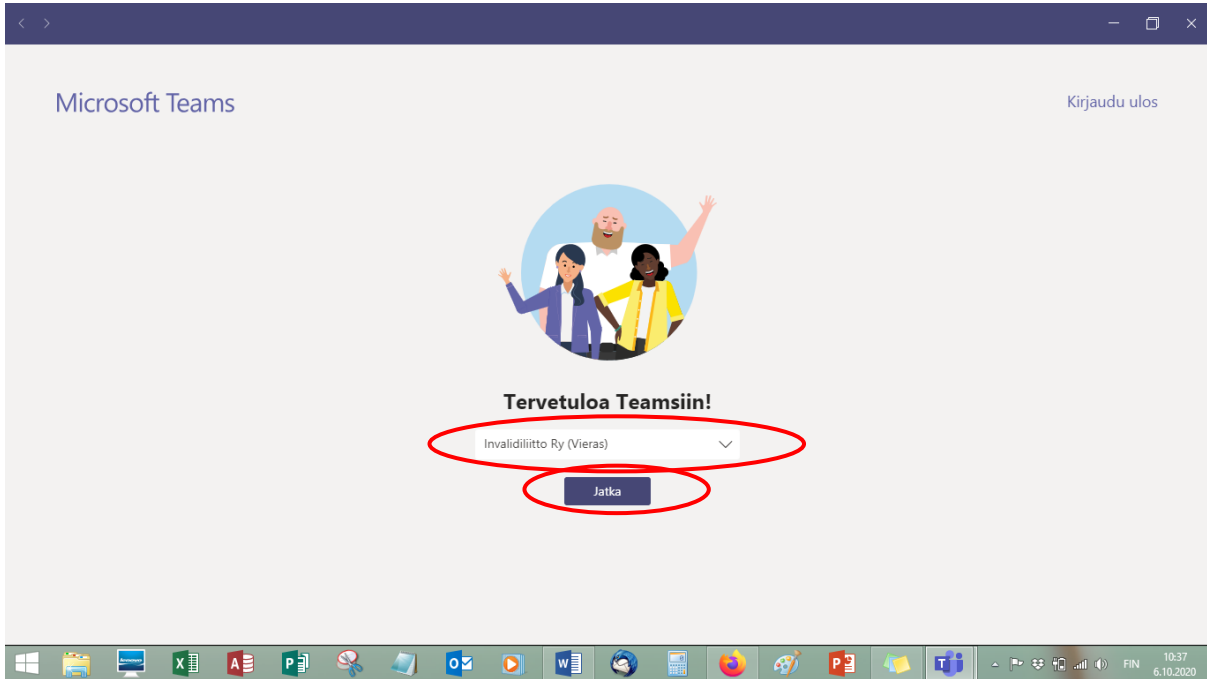 Microsoft Teams
Kirjaudu ulos
Tervetuloa Teamsiin!
Invalidiliitto Ry (Vieras)
Jatka
FIN
10:37
6.10.2020